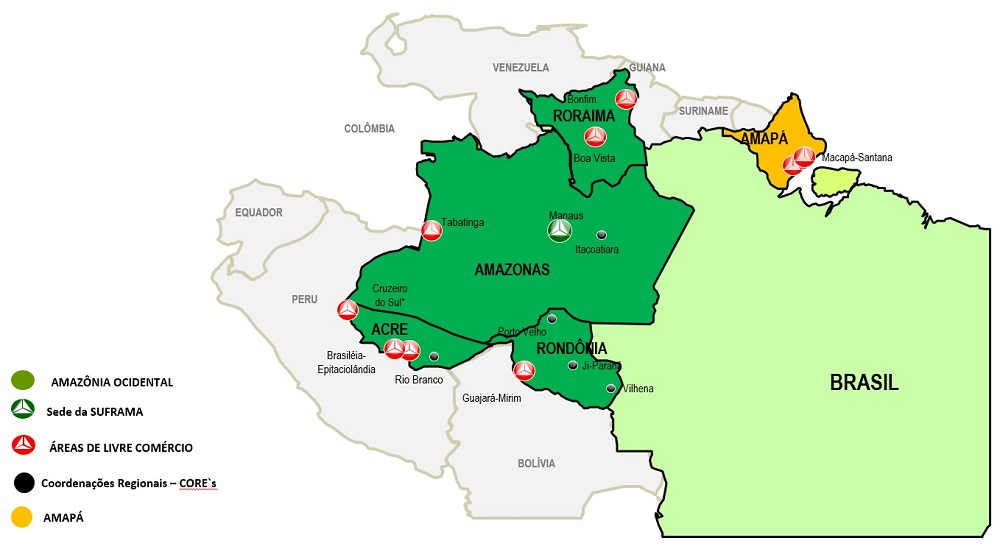 VENEZUELA
GUIANA
SURINAME
COLÔMBIA
Bonfim
RORAIMA
Boa Vista
AMAPÁ
Macapá-Santana
EQUADOR
Tabatinga
Manaus
Itacoatiara
AMAZONAS
PERU
Cruzeiro
do Sul*
ACRE
Porto Velho
RONDÔNIA
Brasiléia-
Epitaciolândia
Rio Branco
Ji-Paraná
Guajará-Mirim
Vilhena
BRASIL
BOLÍVIA
AMAZÔNIA OCIDENTAL
Sede da SUFRAMA
ÁREAS DE LIVRE COMÉRCIO
Coordenações Regionais – CORE`s
AMAPÁ